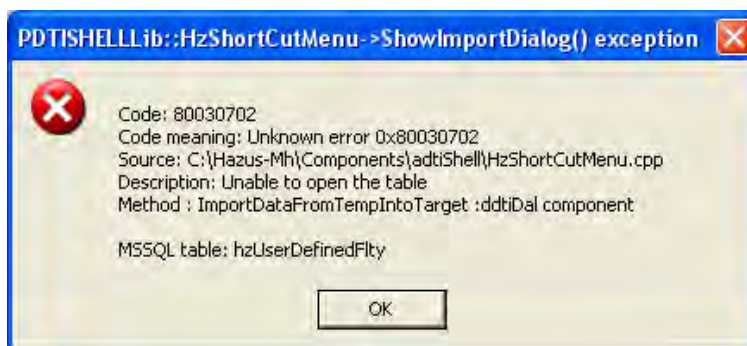 PDTISHELLLib::HzShortCutMenu->ShowImportDialog() exception
Code: 80030702
Code meaning: Unknown error 0x80030702
Source: C:\Hazus-Mh\Components\adtiShell\HzShortCutMenu.cpp
Description: Unable to open the table
Method : ImportDataFromTempIntoTarget :ddtiDal component
MSSQL table: hzUserDefinedFlty
OK